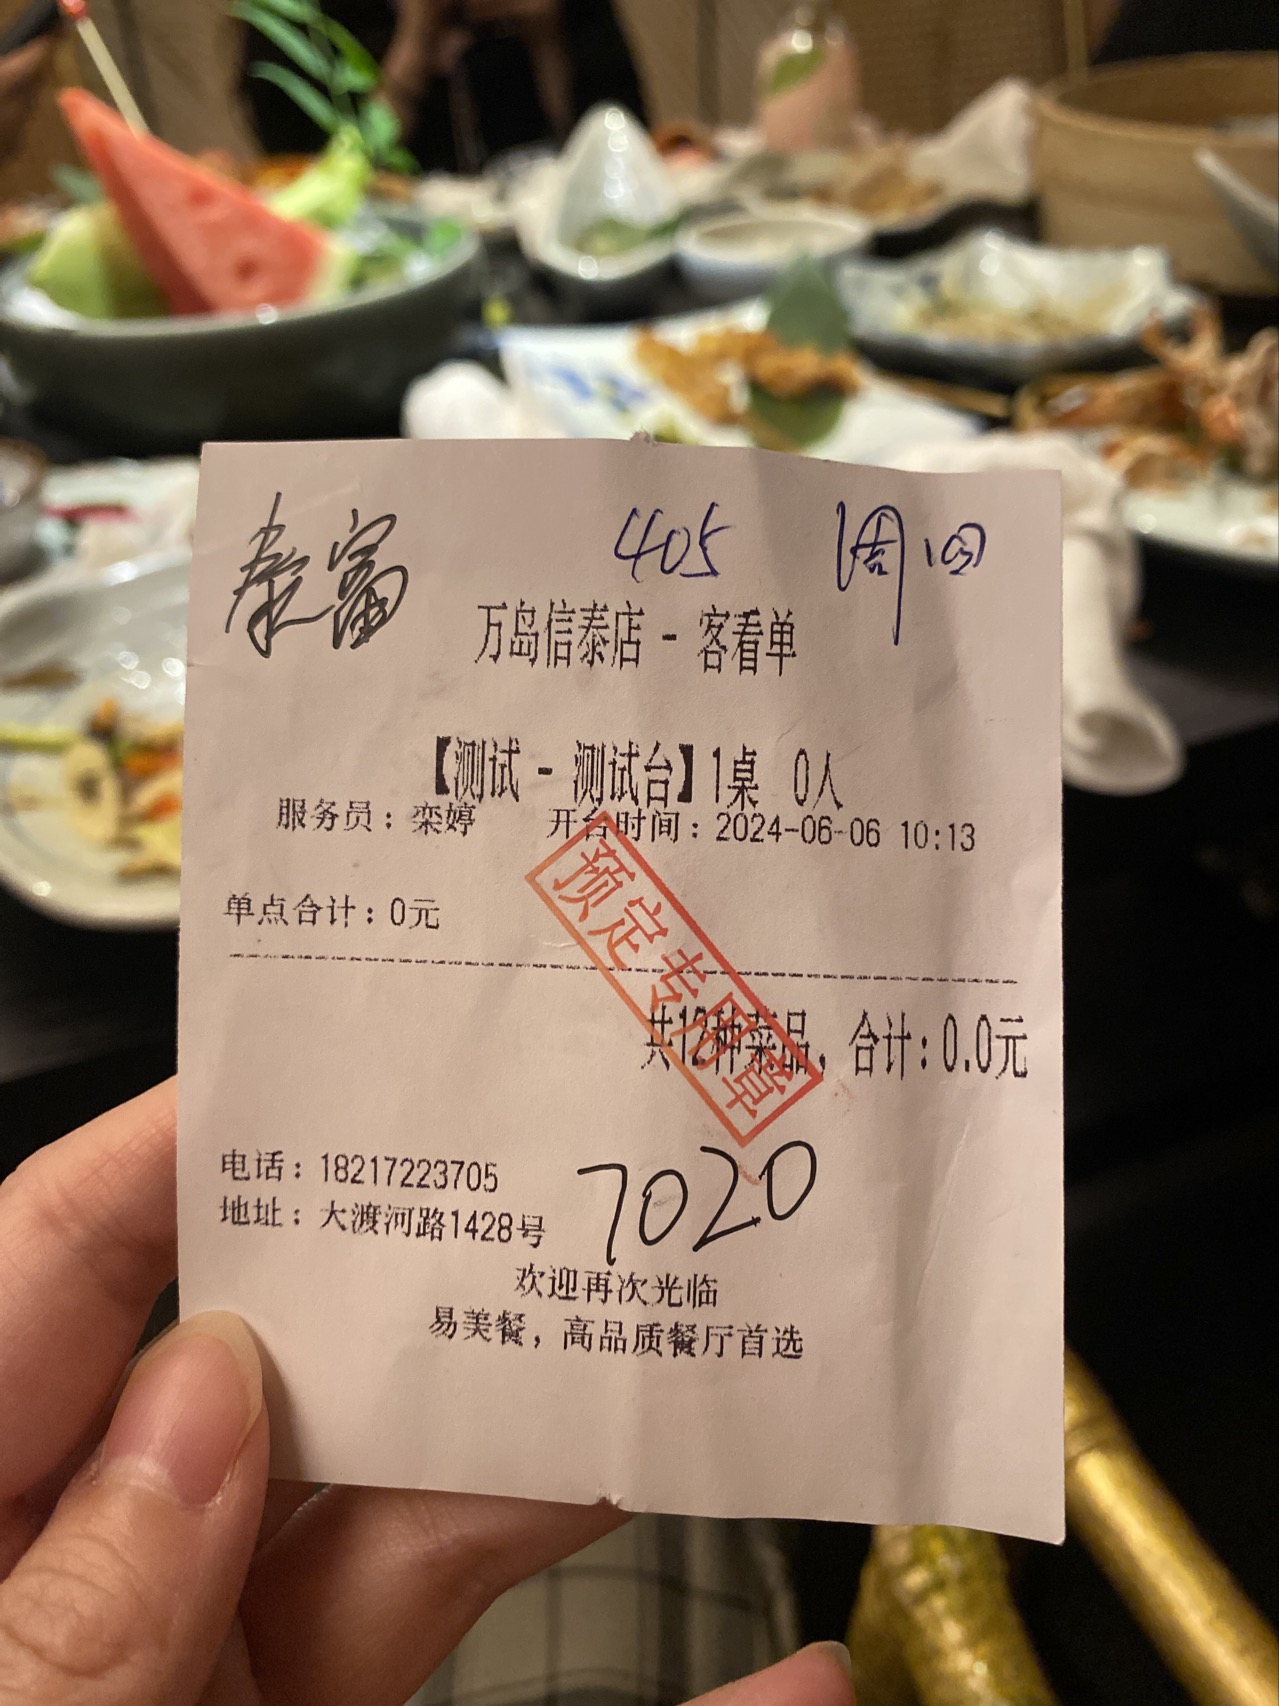 405 周四
万岛信泰店 - 客看单
【测试 - 测试台】1桌 0人
服务员：栾婷 开台时间：2024-06-06 10:13
单点合计：0元
预定专用章
共12种菜品，合计：0.0元
电话：18217223705
7020
地址：大渡河路1428号
欢迎再次光临
易美餐，高品质餐厅首选